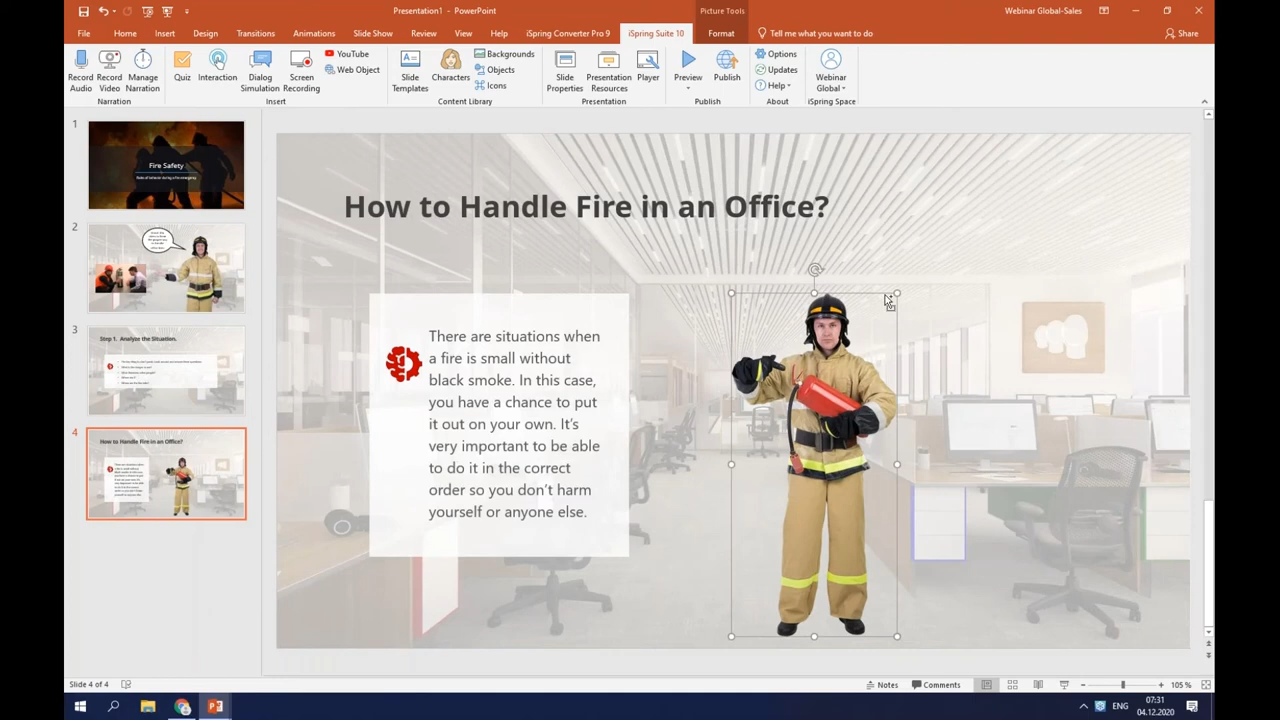 Presentation1 - PowerPoint
Picture Tools
Webinar Global-Sales
File Home Insert Design Transitions Animations Slide Show Review View Help iSpring Converter Pro 9 iSpring Suite 10 Format Tell me what you want to do Share
Record Audio
Record Video
Manage Narration
Narration
Quiz
Interaction
Dialog Simulation
Screen Recording
YouTube
Web Object
Insert
Slide Templates
Characters
Backgrounds
Objects
Icons
Content Library
Slide Properties
Presentation Resources
Player
Presentation
Preview
Publish
Publish
Options
Updates
Help
About
Webinar Global
iSpring Space
1
Fire Safety
2
3
Step 1. Analyze the Situation.
4
How to Handle Fire in an Office?
How to Handle Fire in an Office?
There are situations when
a fire is small without
black smoke. In this case,
you have a chance to put
it out on your own. It's
very important to be able
to do it in the correct
order so you don't harm
yourself or anyone else.
Slide 4 of 4
Notes
Comments
105 %
ENG
07:31
04.12.2020